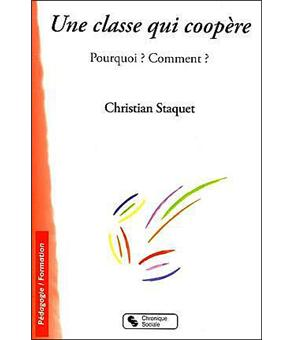 Une classe qui coopère
Pourquoi ? Comment ?
Christian Staquet
Pédagogie / Formation
Chronique
Sociale